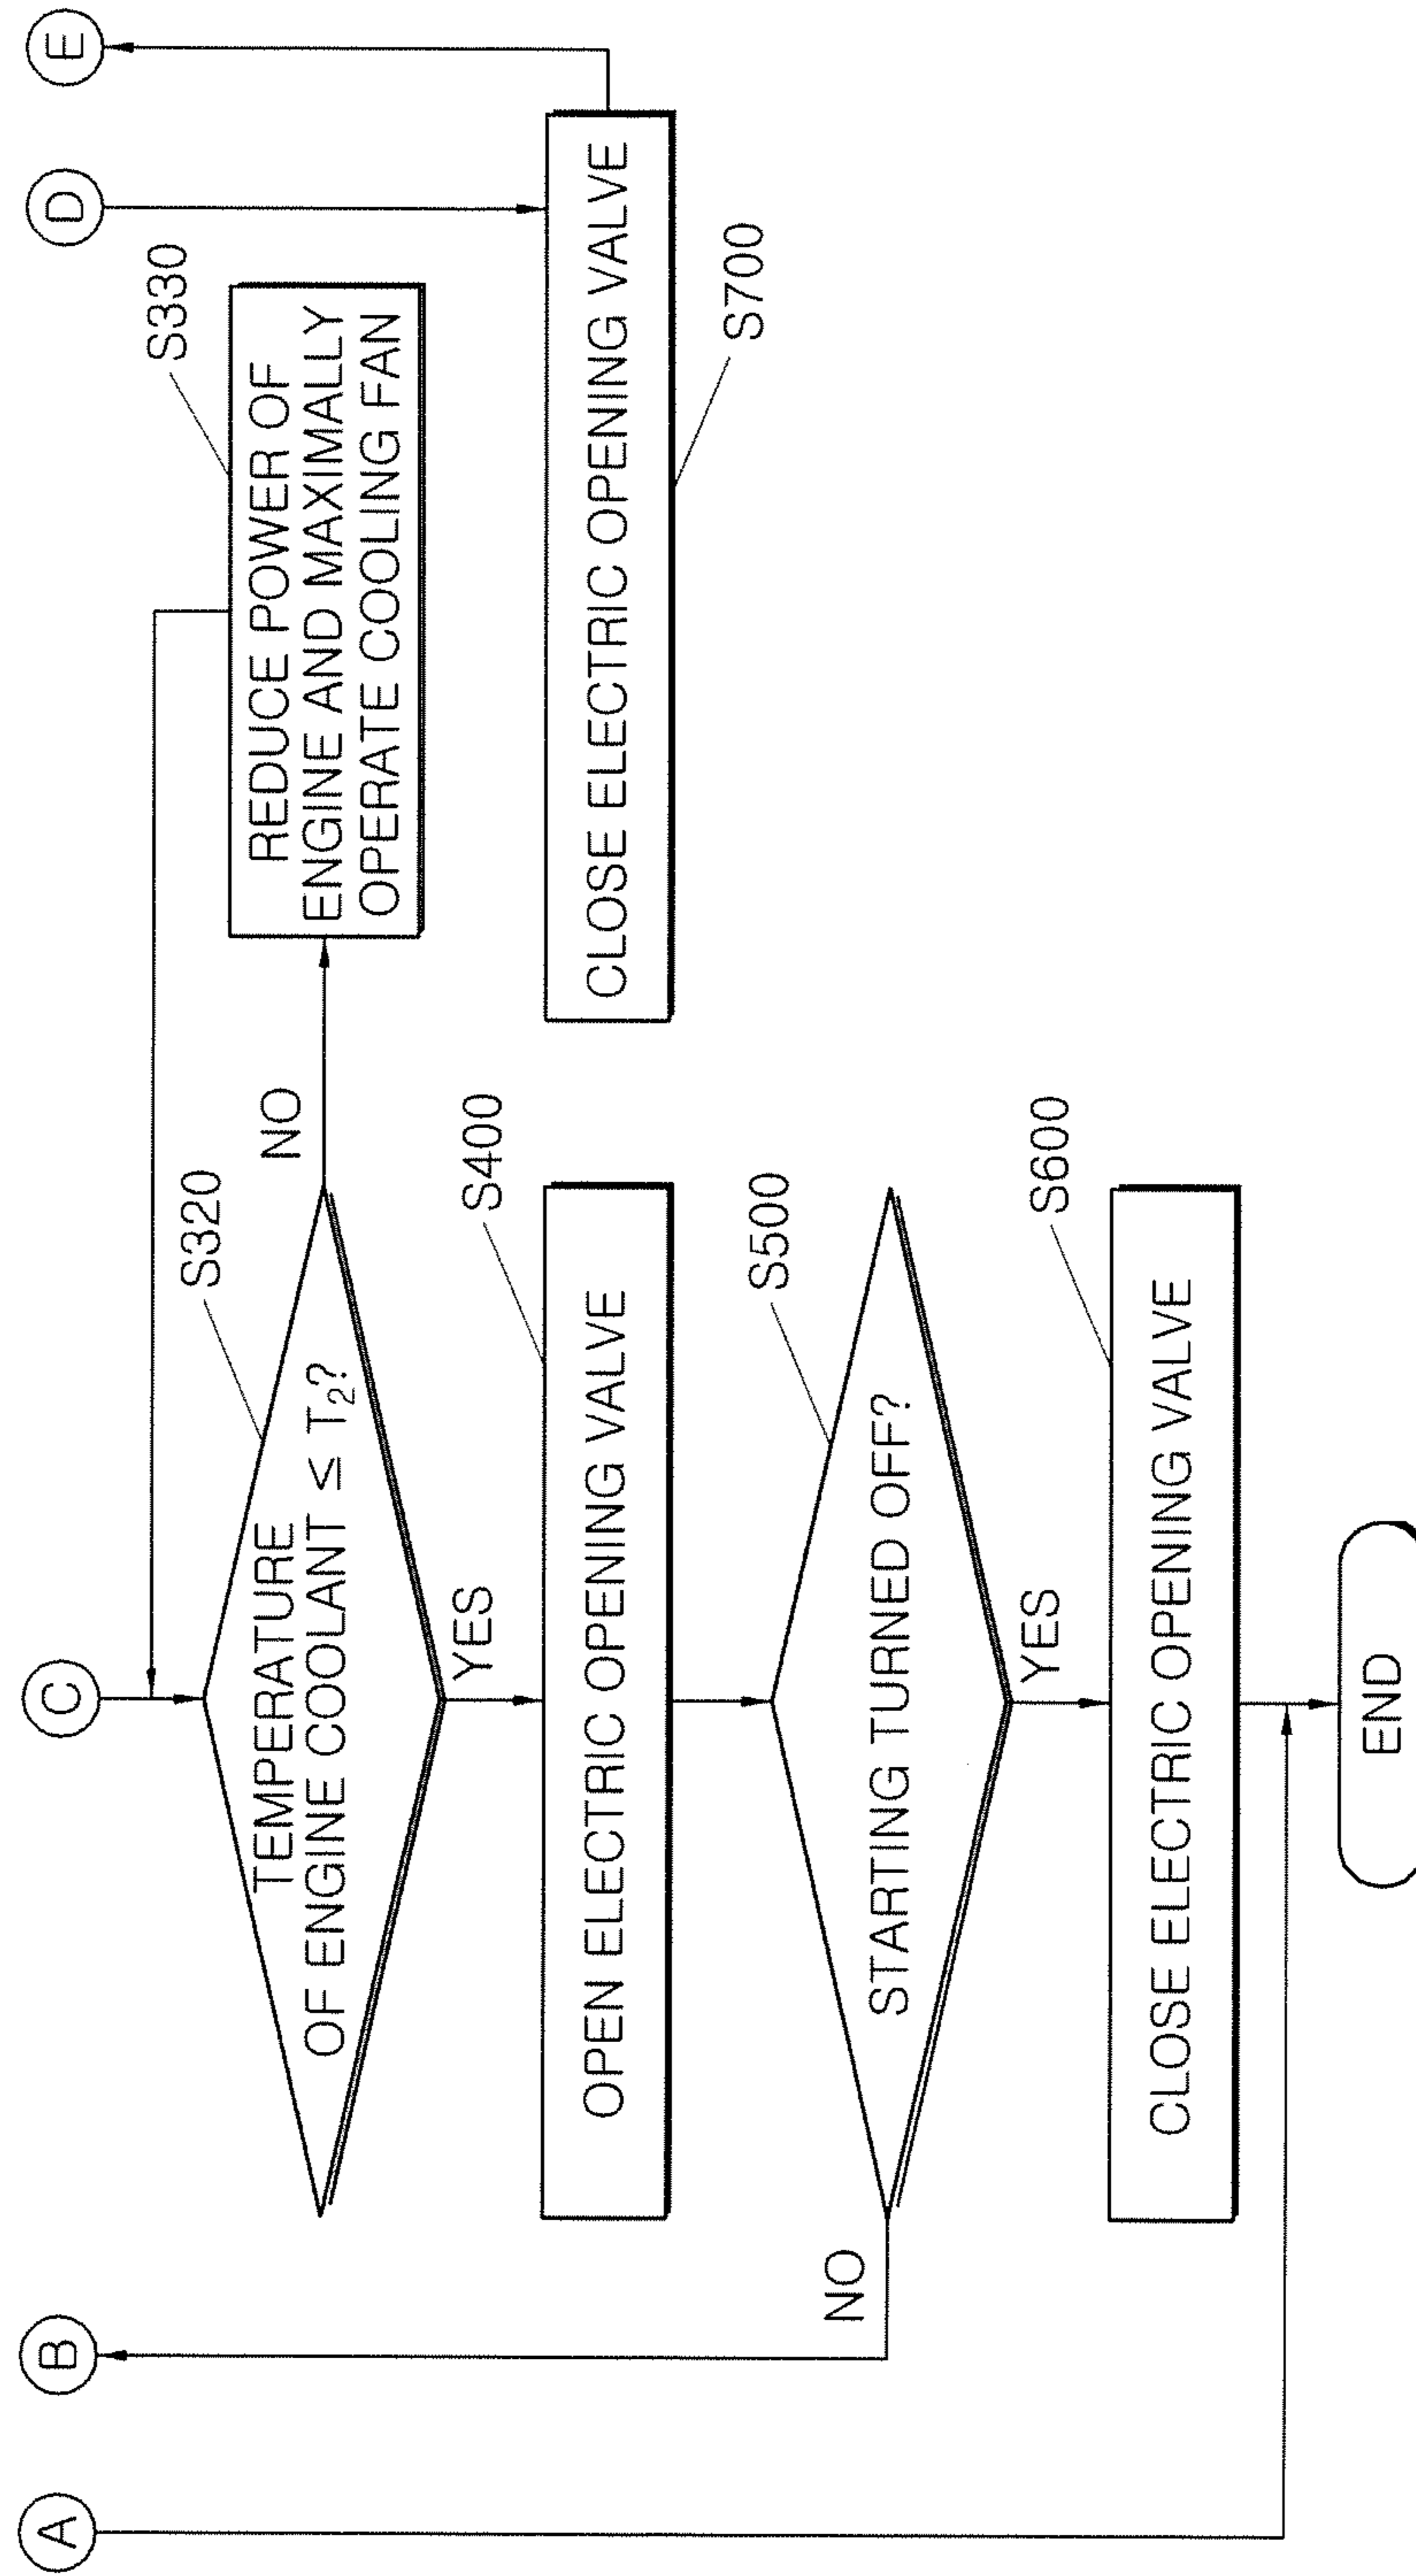 A
B
C
D
E
S320
TEMPERATURE
OF ENGINE COOLANT ≤ T₂?
NO
S330
REDUCE POWER OF
ENGINE AND MAXIMALLY
OPERATE COOLING FAN
YES
S400
OPEN ELECTRIC OPENING VALVE
CLOSE ELECTRIC OPENING VALVE
S700
S500
STARTING TURNED OFF?
NO
YES
S600
CLOSE ELECTRIC OPENING VALVE
END